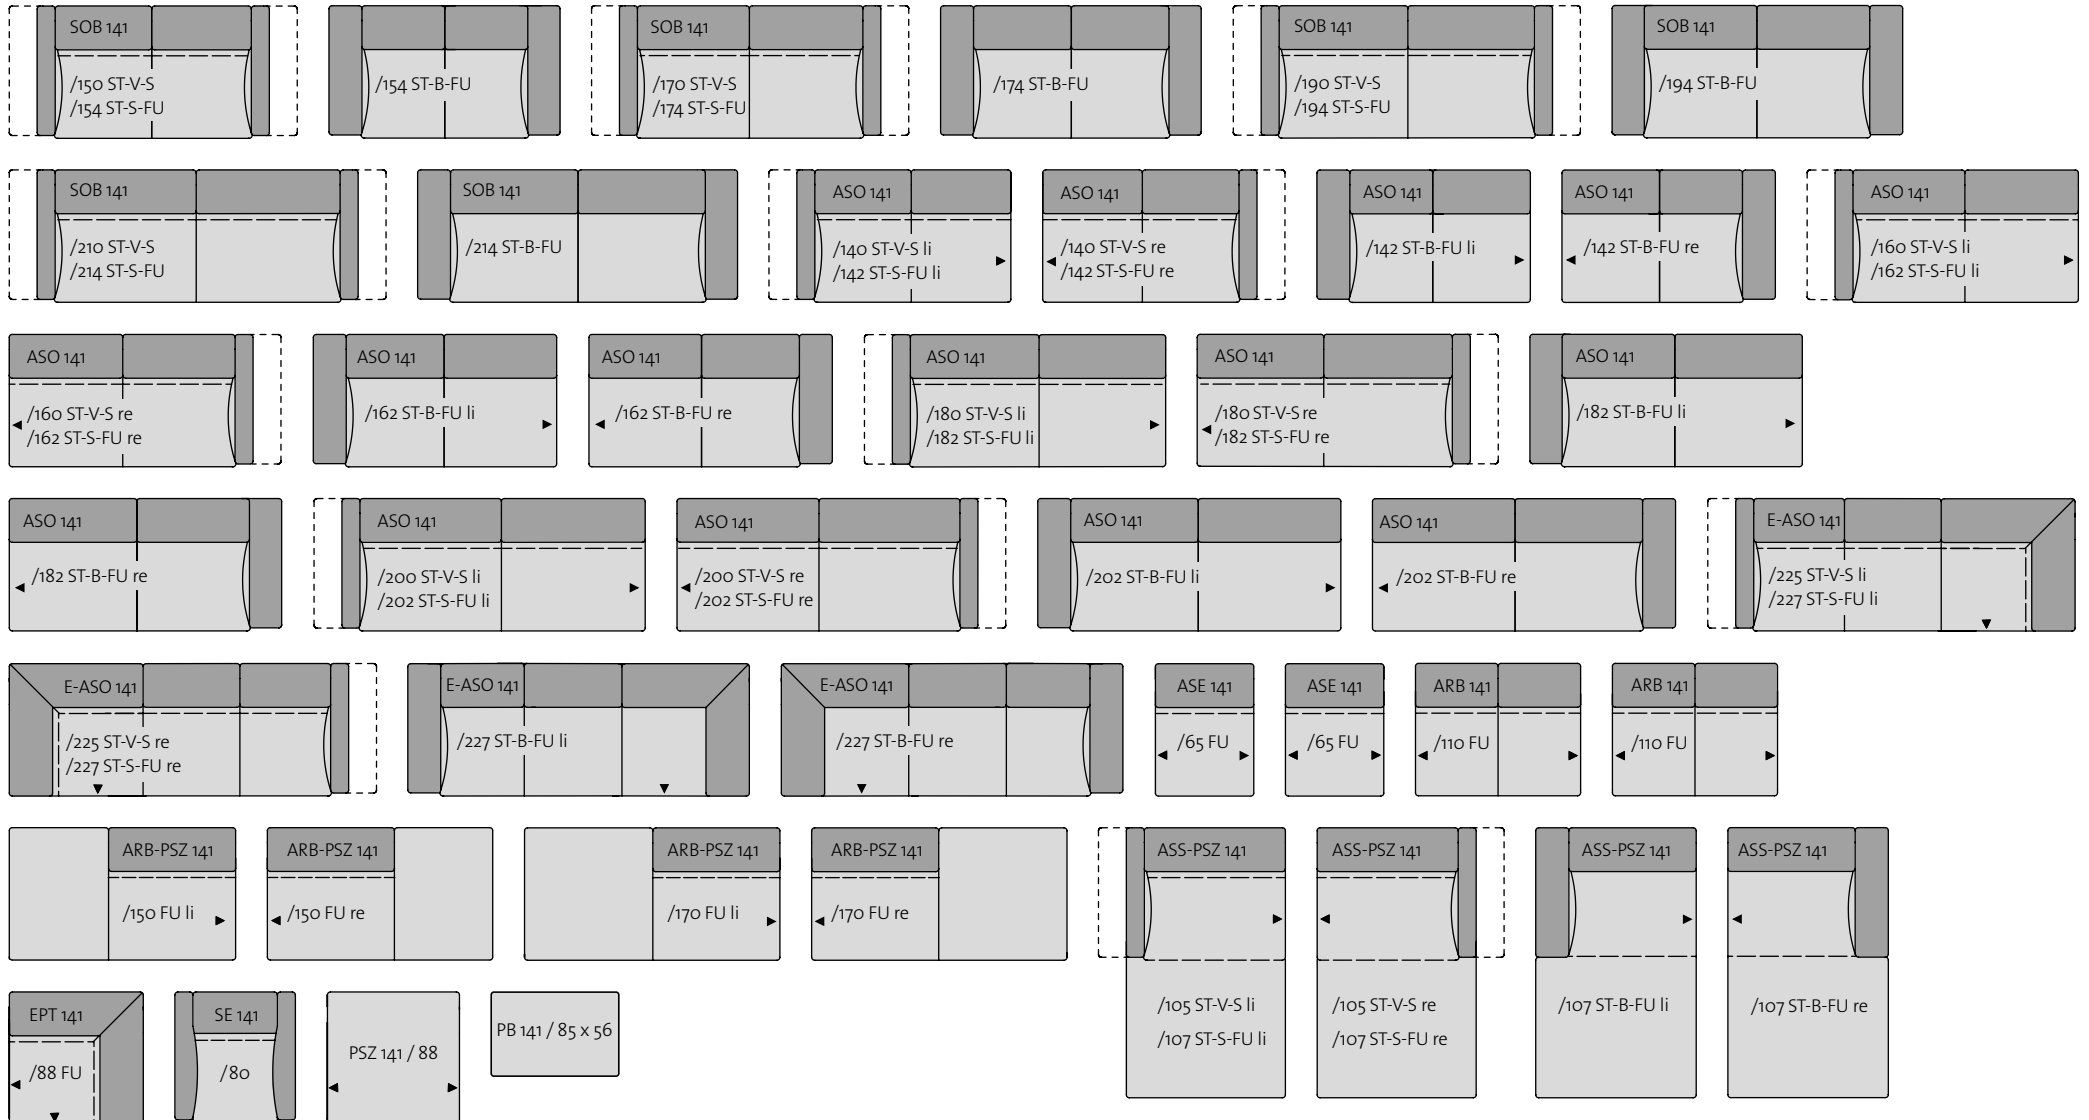 SOB 141
/150 ST-V-S
/154 ST-S-FU
/154 ST-B-FU
SOB 141
/170 ST-V-S
/174 ST-S-FU
/174 ST-B-FU
SOB 141
/190 ST-V-S
/194 ST-S-FU
SOB 141
/194 ST-B-FU
SOB 141
/210 ST-V-S
/214 ST-S-FU
SOB 141
/214 ST-B-FU
ASO 141
/140 ST-V-S li
/142 ST-S-FU li
ASO 141
/140 ST-V-S re
/142 ST-S-FU re
ASO 141
/142 ST-B-FU li
ASO 141
/142 ST-B-FU re
ASO 141
/160 ST-V-S li
/162 ST-S-FU li
ASO 141
/160 ST-V-S re
/162 ST-S-FU re
ASO 141
/162 ST-B-FU li
ASO 141
/162 ST-B-FU re
ASO 141
/180 ST-V-S li
/182 ST-S-FU li
ASO 141
/180 ST-V-S re
/182 ST-S-FU re
ASO 141
/182 ST-B-FU li
ASO 141
/182 ST-B-FU re
ASO 141
/200 ST-V-S li
/202 ST-S-FU li
ASO 141
/200 ST-V-S re
/202 ST-S-FU re
ASO 141
/202 ST-B-FU li
ASO 141
/202 ST-B-FU re
E-ASO 141
/225 ST-V-S li
/227 ST-S-FU li
E-ASO 141
/225 ST-V-S re
/227 ST-S-FU re
E-ASO 141
/227 ST-B-FU li
E-ASO 141
/227 ST-B-FU re
ASE 141
/65 FU
ASE 141
/65 FU
ARB 141
/110 FU
ARB 141
/110 FU
ARB-PSZ 141
/150 FU li
ARB-PSZ 141
/150 FU re
ARB-PSZ 141
/170 FU li
ARB-PSZ 141
/170 FU re
ASS-PSZ 141
/105 ST-V-S li
/107 ST-S-FU li
ASS-PSZ 141
/105 ST-V-S re
/107 ST-S-FU re
ASS-PSZ 141
/107 ST-B-FU li
ASS-PSZ 141
/107 ST-B-FU re
EPT 141
/88 FU
SE 141
/80
PSZ 141 / 88
PB 141 / 85 x 56